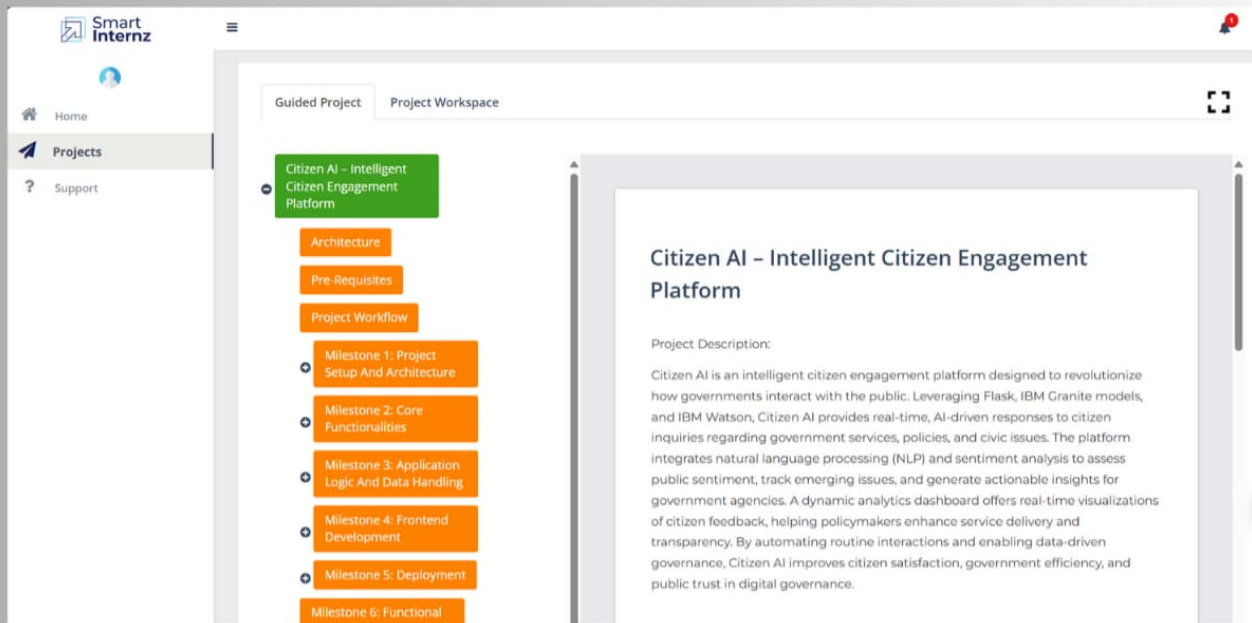 Smart
Internz
1
Home
Projects
? Support
Guided Project
Project Workspace
Citizen AI – Intelligent
Citizen Engagement
Platform
Architecture
Pre-Requisites
Project Workflow
Milestone 1: Project
Setup And Architecture
Milestone 2: Core
Functionalities
Milestone 3: Application
Logic And Data Handling
Milestone 4: Frontend
Development
Milestone 5: Deployment
Milestone 6: Functional
Citizen AI – Intelligent Citizen Engagement
Platform
Project Description:
Citizen AI is an intelligent citizen engagement platform designed to revolutionize
how governments interact with the public. Leveraging Flask, IBM Granite models,
and IBM Watson, Citizen AI provides real-time, AI-driven responses to citizen
inquiries regarding government services, policies, and civic issues. The platform
integrates natural language processing (NLP) and sentiment analysis to assess
public sentiment, track emerging issues, and generate actionable insights for
government agencies. A dynamic analytics dashboard offers real-time visualizations
of citizen feedback, helping policymakers enhance service delivery and
transparency. By automating routine interactions and enabling data-driven
governance, Citizen AI improves citizen satisfaction, government efficiency, and
public trust in digital governance.